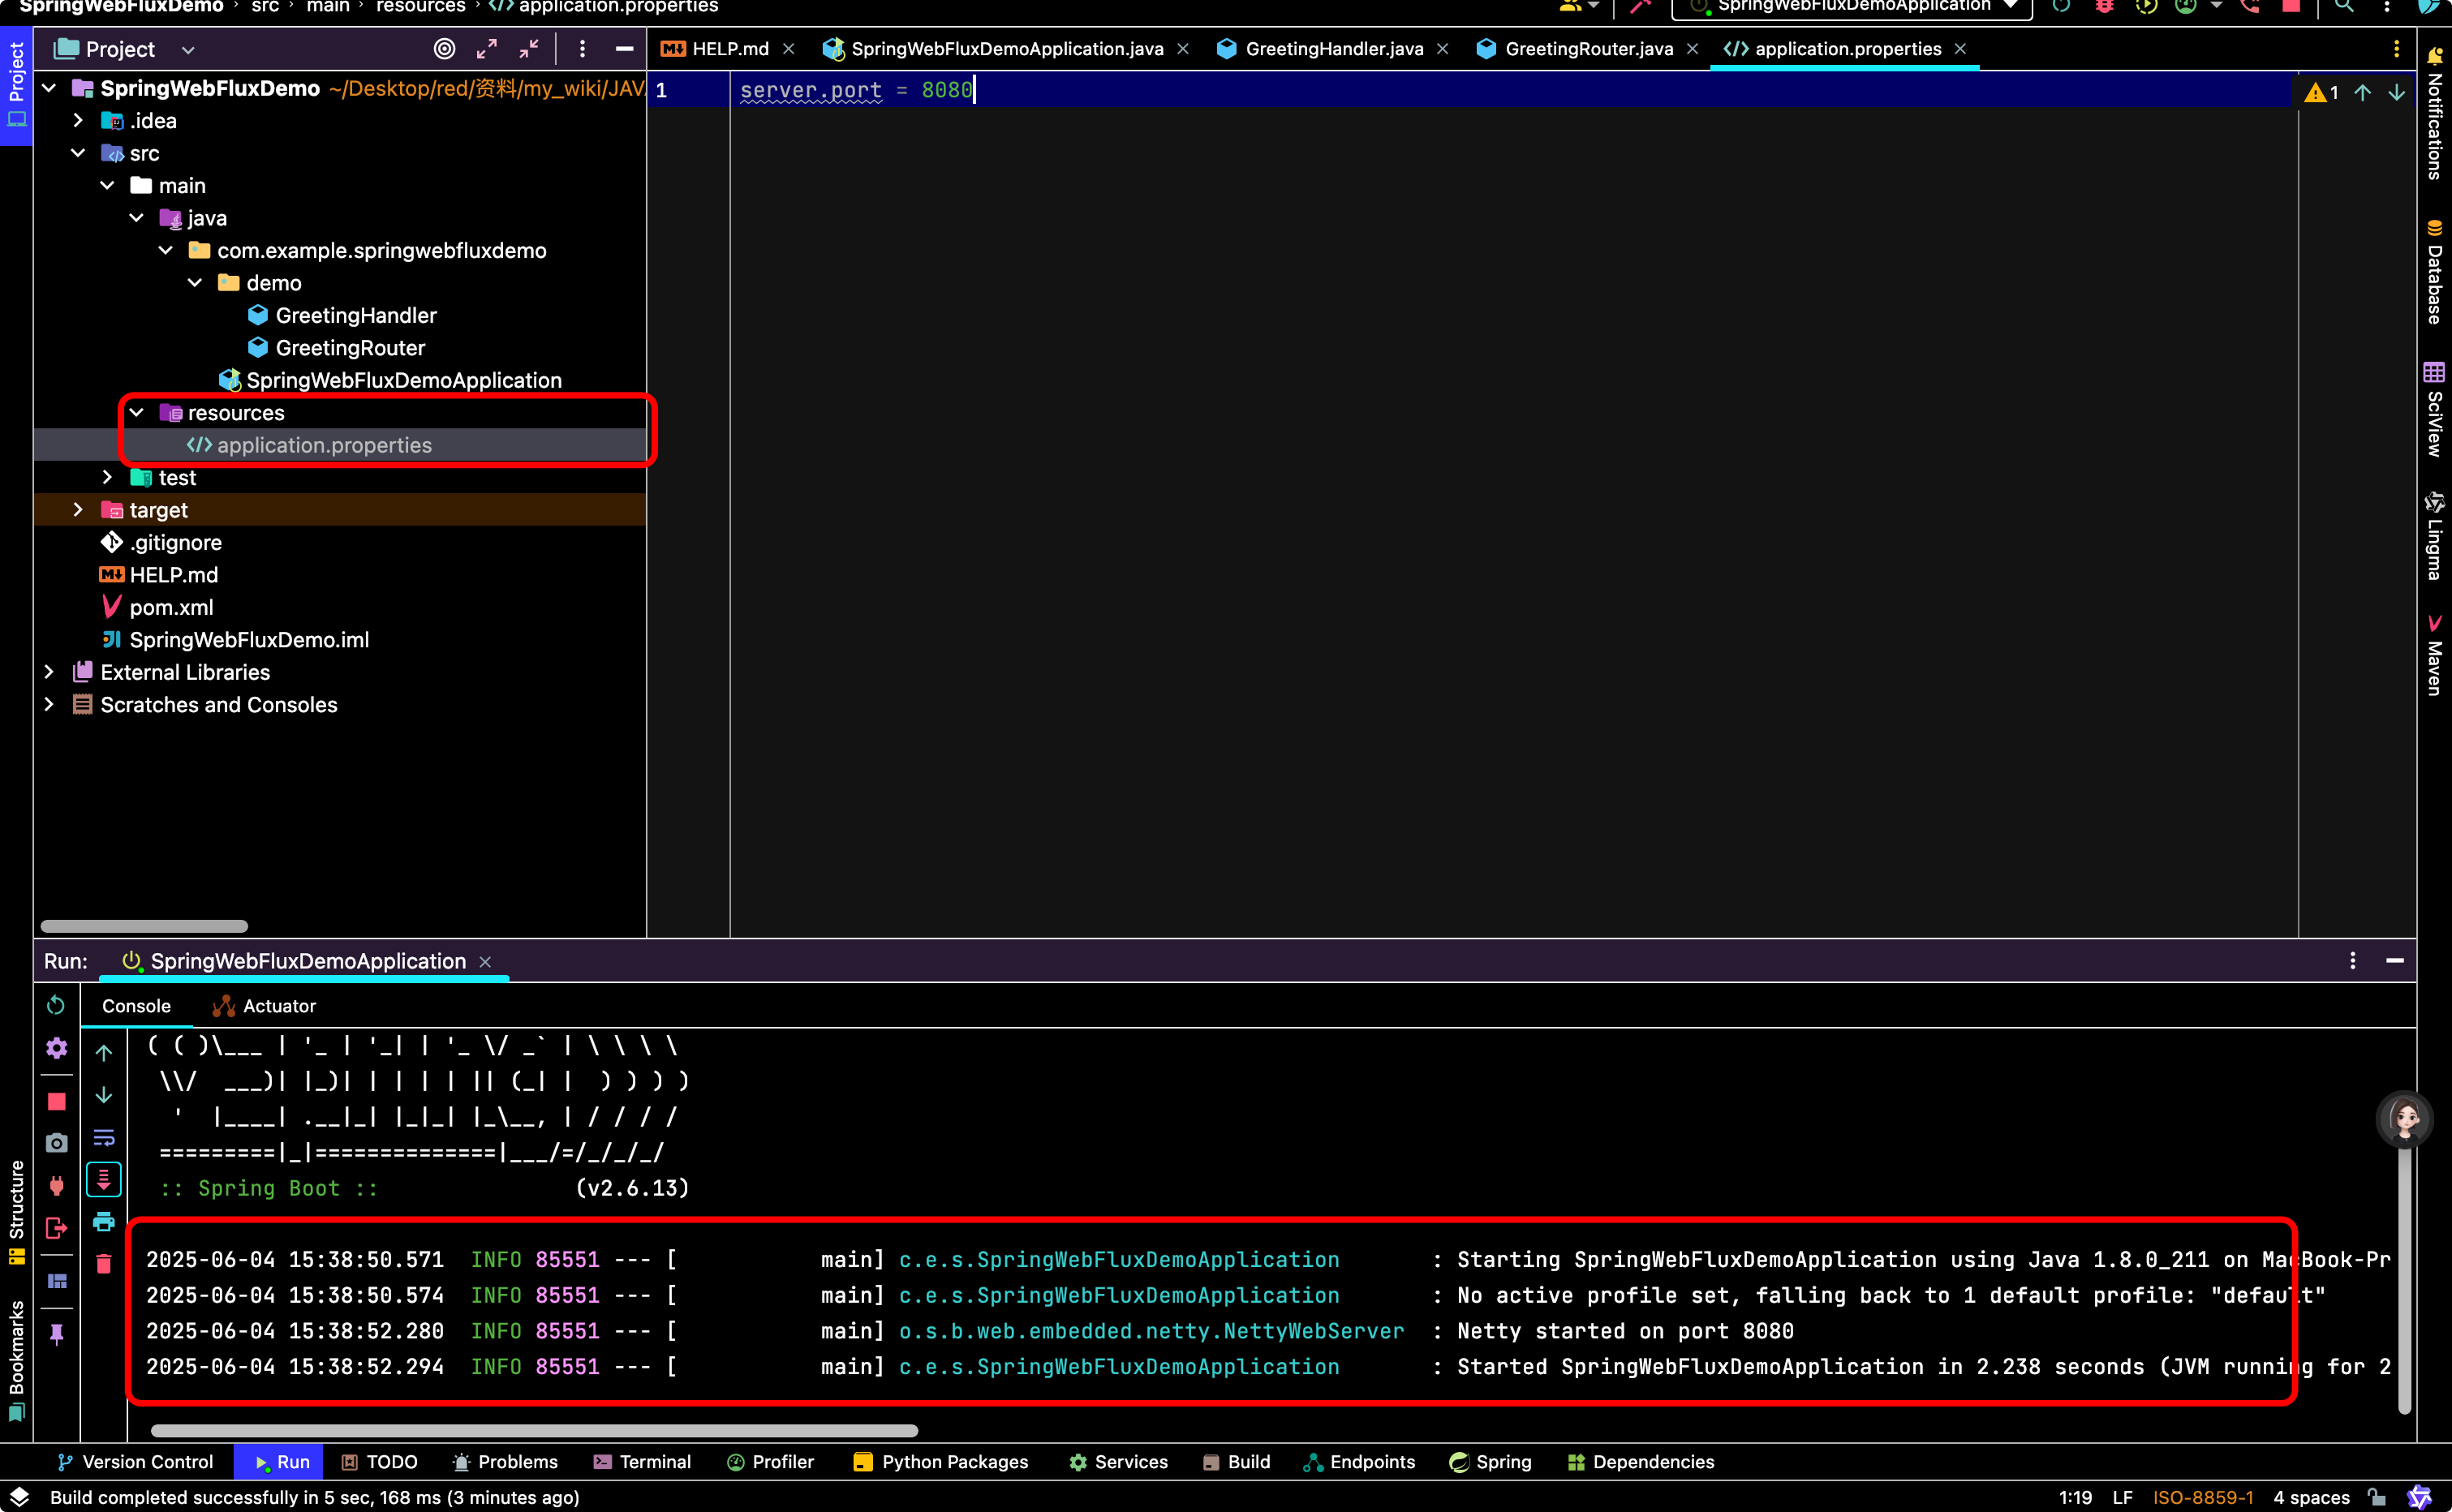 SpringWebFluxDemo › src › main › resources › application.properties
SpringWebFluxDemoApplication
Project
HELP.md
SpringWebFluxDemoApplication.java
GreetingHandler.java
GreetingRouter.java
application.properties
Project
SpringWebFluxDemo ~/Desktop/red/资料/my_wiki/JAV
.idea
src
main
java
com.example.springwebfluxdemo
demo
GreetingHandler
GreetingRouter
SpringWebFluxDemoApplication
resources
application.properties
test
target
.gitignore
HELP.md
pom.xml
SpringWebFluxDemo.iml
External Libraries
Scratches and Consoles
1 server.port = 8080
1
Notifications
Database
SciView
Lingma
Maven
Run: SpringWebFluxDemoApplication
Console Actuator
( ( )\___ | '_ | '_| | '_ \/ _` | \ \ \ \
\\/  ___)| |_)| | | | | || (_| |  ) ) ) )
'  |____| .__|_| |_|_| |_\__, | / / / /
=========|_|==============|___/=/_/_/_/
:: Spring Boot :: (v2.6.13)
2025-06-04 15:38:50.571 INFO 85551 --- [ main] c.e.s.SpringWebFluxDemoApplication : Starting SpringWebFluxDemoApplication using Java 1.8.0_211 on MacBook-Pr
2025-06-04 15:38:50.574 INFO 85551 --- [ main] c.e.s.SpringWebFluxDemoApplication : No active profile set, falling back to 1 default profile: "default"
2025-06-04 15:38:52.280 INFO 85551 --- [ main] o.s.b.web.embedded.netty.NettyWebServer : Netty started on port 8080
2025-06-04 15:38:52.294 INFO 85551 --- [ main] c.e.s.SpringWebFluxDemoApplication : Started SpringWebFluxDemoApplication in 2.238 seconds (JVM running for 2
Structure
Bookmarks
Version Control Run TODO Problems Terminal Profiler Python Packages Services Build Endpoints Spring Dependencies
Build completed successfully in 5 sec, 168 ms (3 minutes ago)
1:19 LF ISO-8859-1 4 spaces